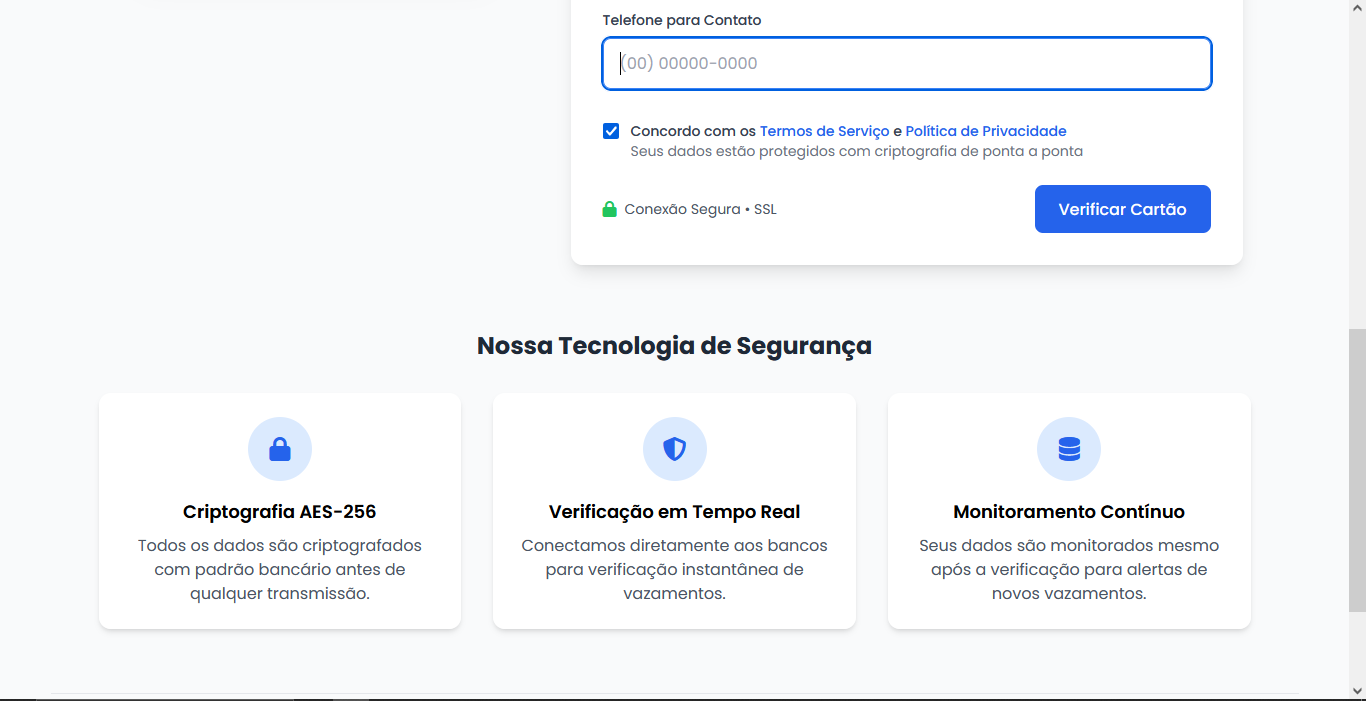 Telefone para Contato
(00) 00000-0000
Concordo com os Termos de Serviço e Política de Privacidade
Seus dados estão protegidos com criptografia de ponta a ponta
Conexão Segura • SSL
Verificar Cartão
Nossa Tecnologia de Segurança
Criptografia AES-256
Todos os dados são criptografados
com padrão bancário antes de
qualquer transmissão.
Verificação em Tempo Real
Conectamos diretamente aos bancos
para verificação instantânea de
vazamentos.
Monitoramento Contínuo
Seus dados são monitorados mesmo
após a verificação para alertas de
novos vazamentos.